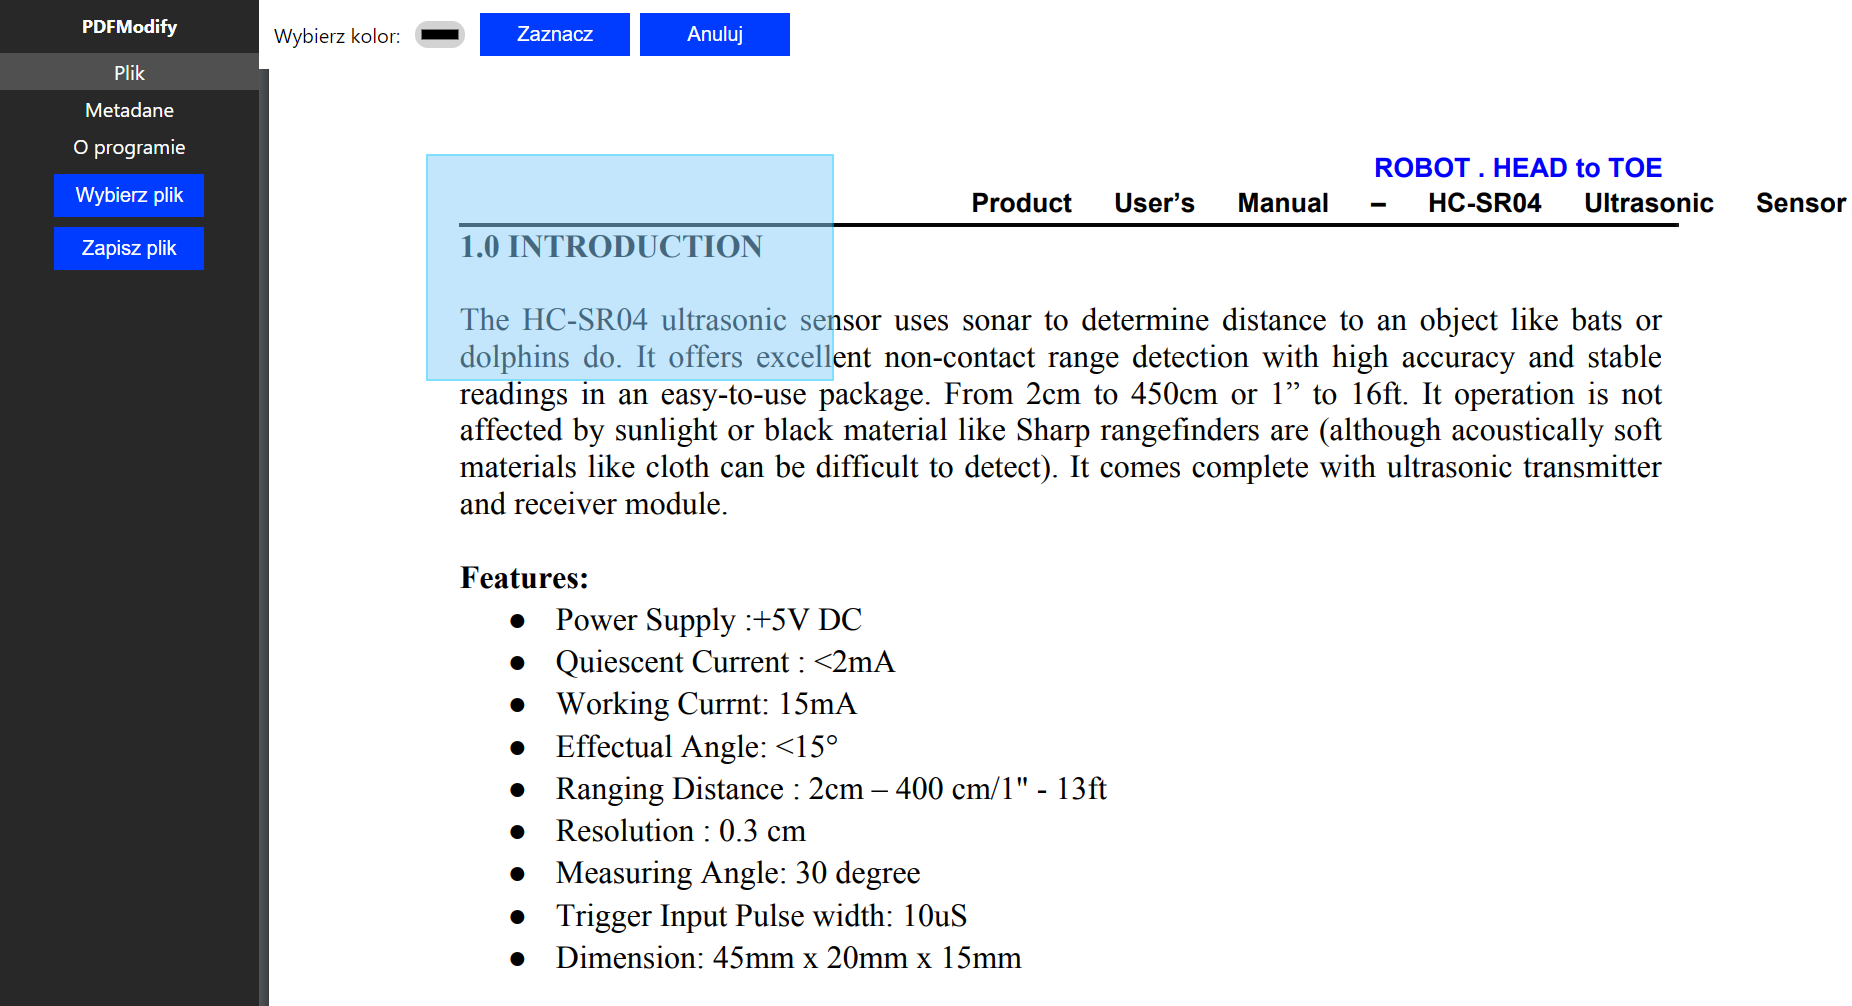 PDFModify
Plik
Metadane
O programie
Wybierz plik
Zapisz plik
Wybierz kolor:
Zaznacz
Anuluj
ROBOT . HEAD to TOE
Product User’s Manual – HC-SR04 Ultrasonic Sensor
1.0 INTRODUCTION
The HC-SR04 ultrasonic sensor uses sonar to determine distance to an object like bats or
dolphins do. It offers excellent non-contact range detection with high accuracy and stable
readings in an easy-to-use package. From 2cm to 450cm or 1” to 16ft. It operation is not
affected by sunlight or black material like Sharp rangefinders are (although acoustically soft
materials like cloth can be difficult to detect). It comes complete with ultrasonic transmitter
and receiver module.
Features:
● Power Supply :+5V DC
● Quiescent Current : <2mA
● Working Currnt: 15mA
● Effectual Angle: <15°
● Ranging Distance : 2cm – 400 cm/1" - 13ft
● Resolution : 0.3 cm
● Measuring Angle: 30 degree
● Trigger Input Pulse width: 10uS
● Dimension: 45mm x 20mm x 15mm